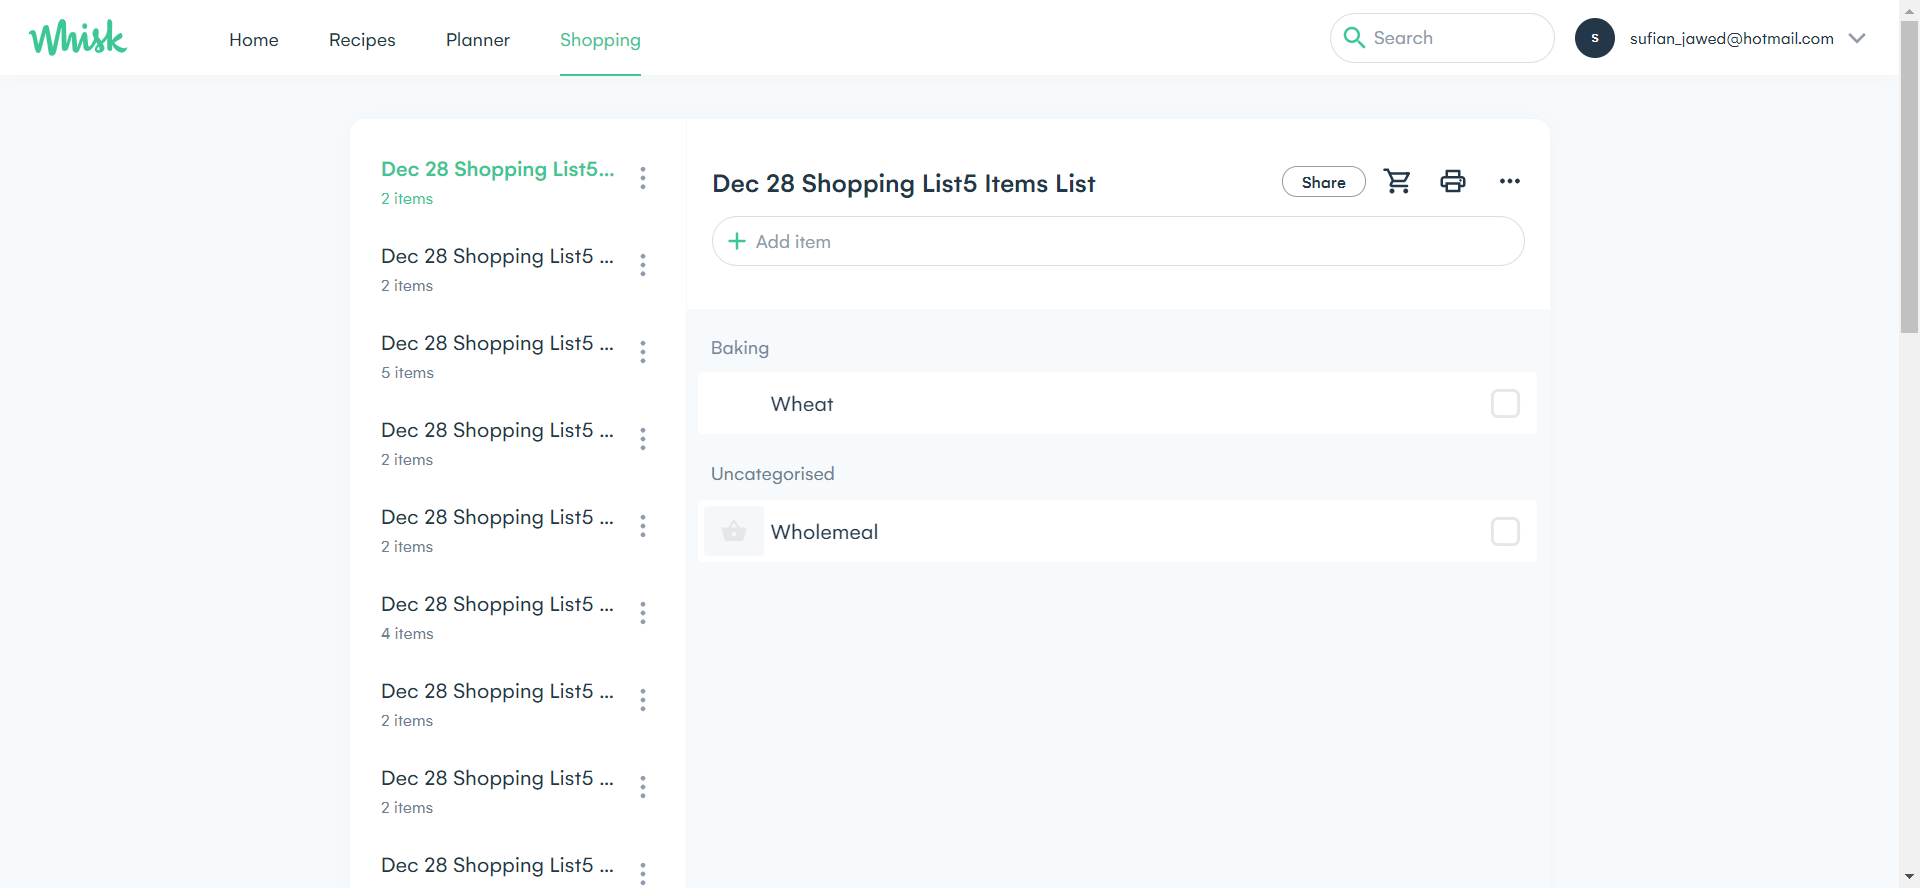 Whisk
Home
Recipes
Planner
Shopping
Search
s
sufian_jawed@hotmail.com
Dec 28 Shopping List5...
2 items
Dec 28 Shopping List5 ...
2 items
Dec 28 Shopping List5 ...
5 items
Dec 28 Shopping List5 ...
2 items
Dec 28 Shopping List5 ...
2 items
Dec 28 Shopping List5 ...
4 items
Dec 28 Shopping List5 ...
2 items
Dec 28 Shopping List5 ...
2 items
Dec 28 Shopping List5 ...
Dec 28 Shopping List5 Items List
Share
Add item
Baking
Wheat
Uncategorised
Wholemeal